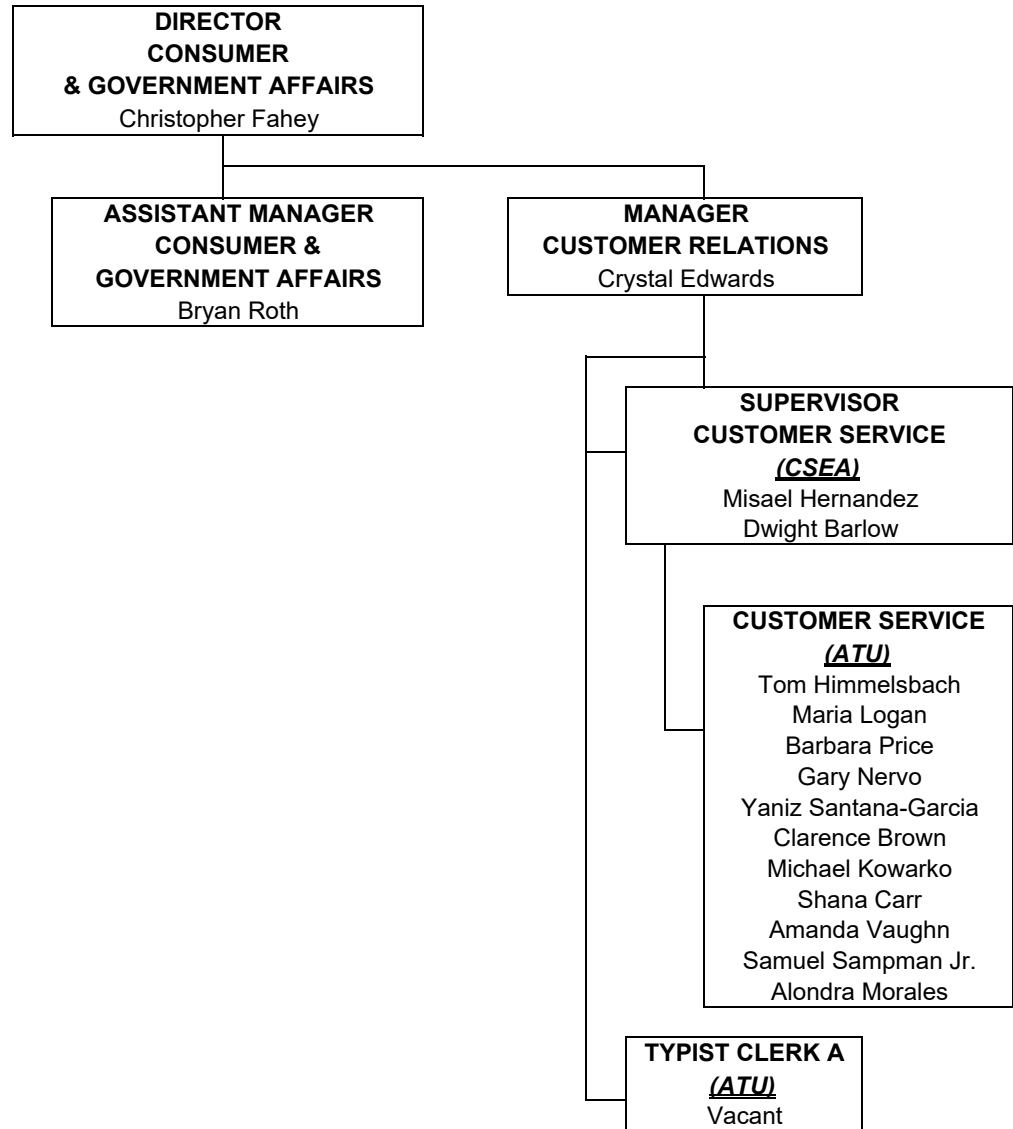 DIRECTOR
CONSUMER
& GOVERNMENT AFFAIRS
Christopher Fahey
ASSISTANT MANAGER
CONSUMER &
GOVERNMENT AFFAIRS
Bryan Roth
MANAGER
CUSTOMER RELATIONS
Crystal Edwards
SUPERVISOR
CUSTOMER SERVICE
(CSEA)
Misael Hernandez
Dwight Barlow
CUSTOMER SERVICE
(ATU)
Tom Himmelsbach
Maria Logan
Barbara Price
Gary Nervo
Yaniz Santana-Garcia
Clarence Brown
Michael Kowarko
Shana Carr
Amanda Vaughn
Samuel Sampman Jr.
Alondra Morales
TYPIST CLERK A
(ATU)
Vacant